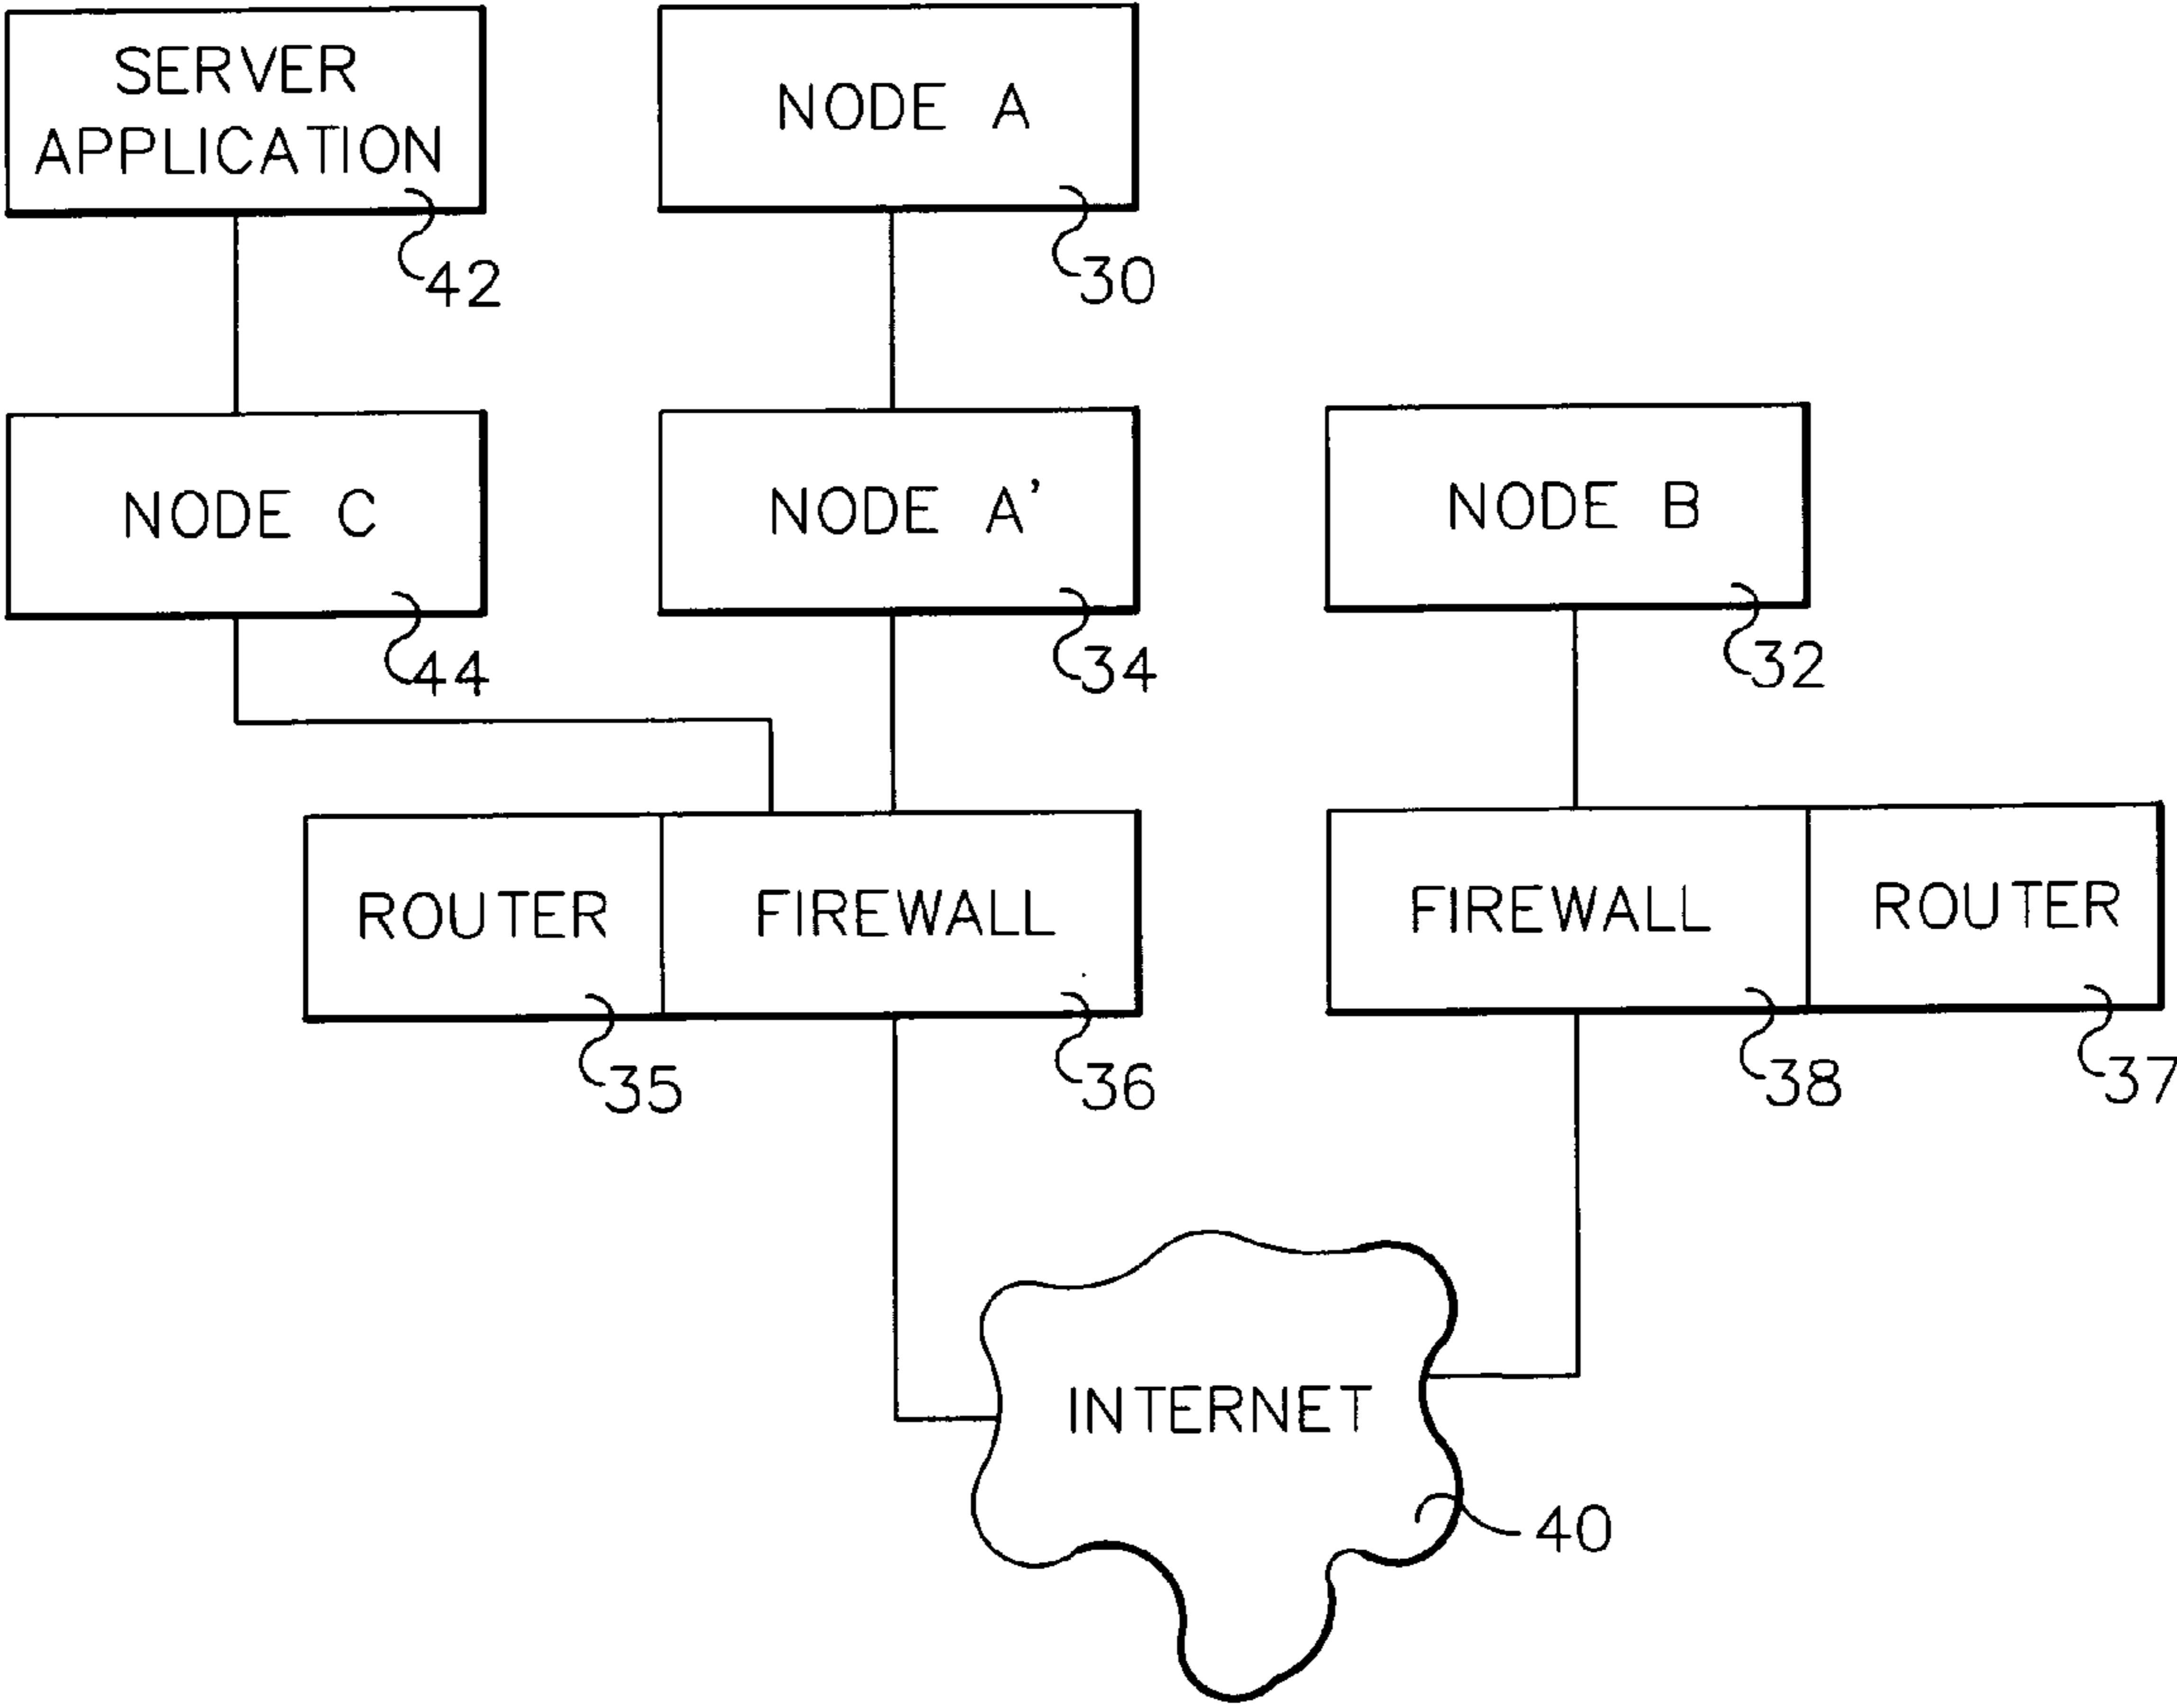 SERVER
APPLICATION
42
NODE A
30
NODE C
44
NODE A'
34
NODE B
32
ROUTER
35
FIREWALL
36
FIREWALL
38
ROUTER
37
INTERNET
40